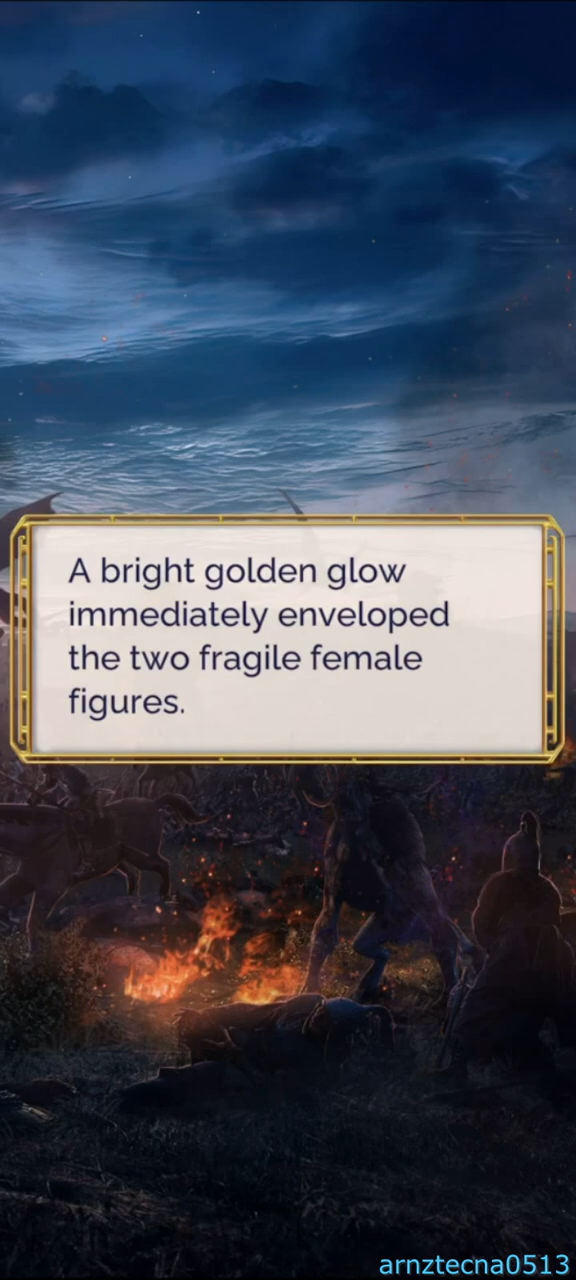 A bright golden glow
immediately enveloped
the two fragile female
figures.
arnztecna0513